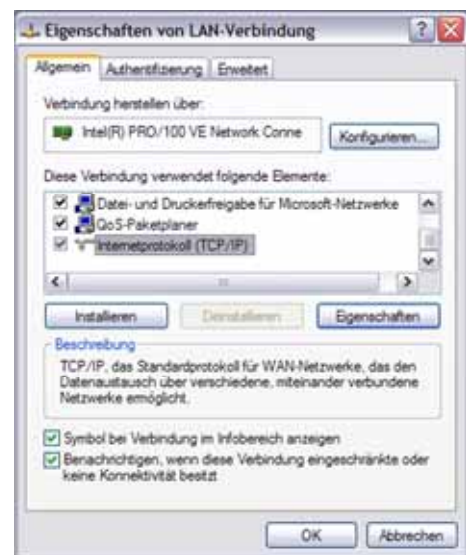 Eigenschaften von LAN-Verbindung
Allgemein Authentifizierung Erweitert
Verbindung herstellen über:
Intel(R) PRO/100 VE Network Conne
Konfigurieren...
Diese Verbindung verwendet folgende Elemente:
Datei- und Druckerfreigabe für Microsoft-Netzwerke
QoS-Paketplaner
Internetprotokoll (TCP/IP)
Installieren Deinstallieren Eigenschaften
Beschreibung
TCP/IP, das Standardprotokoll für WAN-Netzwerke, das den
Datenaustausch über verschiedene, miteinander verbundene
Netzwerke ermöglicht.
Symbol bei Verbindung im Infobereich anzeigen
Benachrichtigen, wenn diese Verbindung eingeschränkte oder
keine Konnektivität besitzt
OK Abbrechen